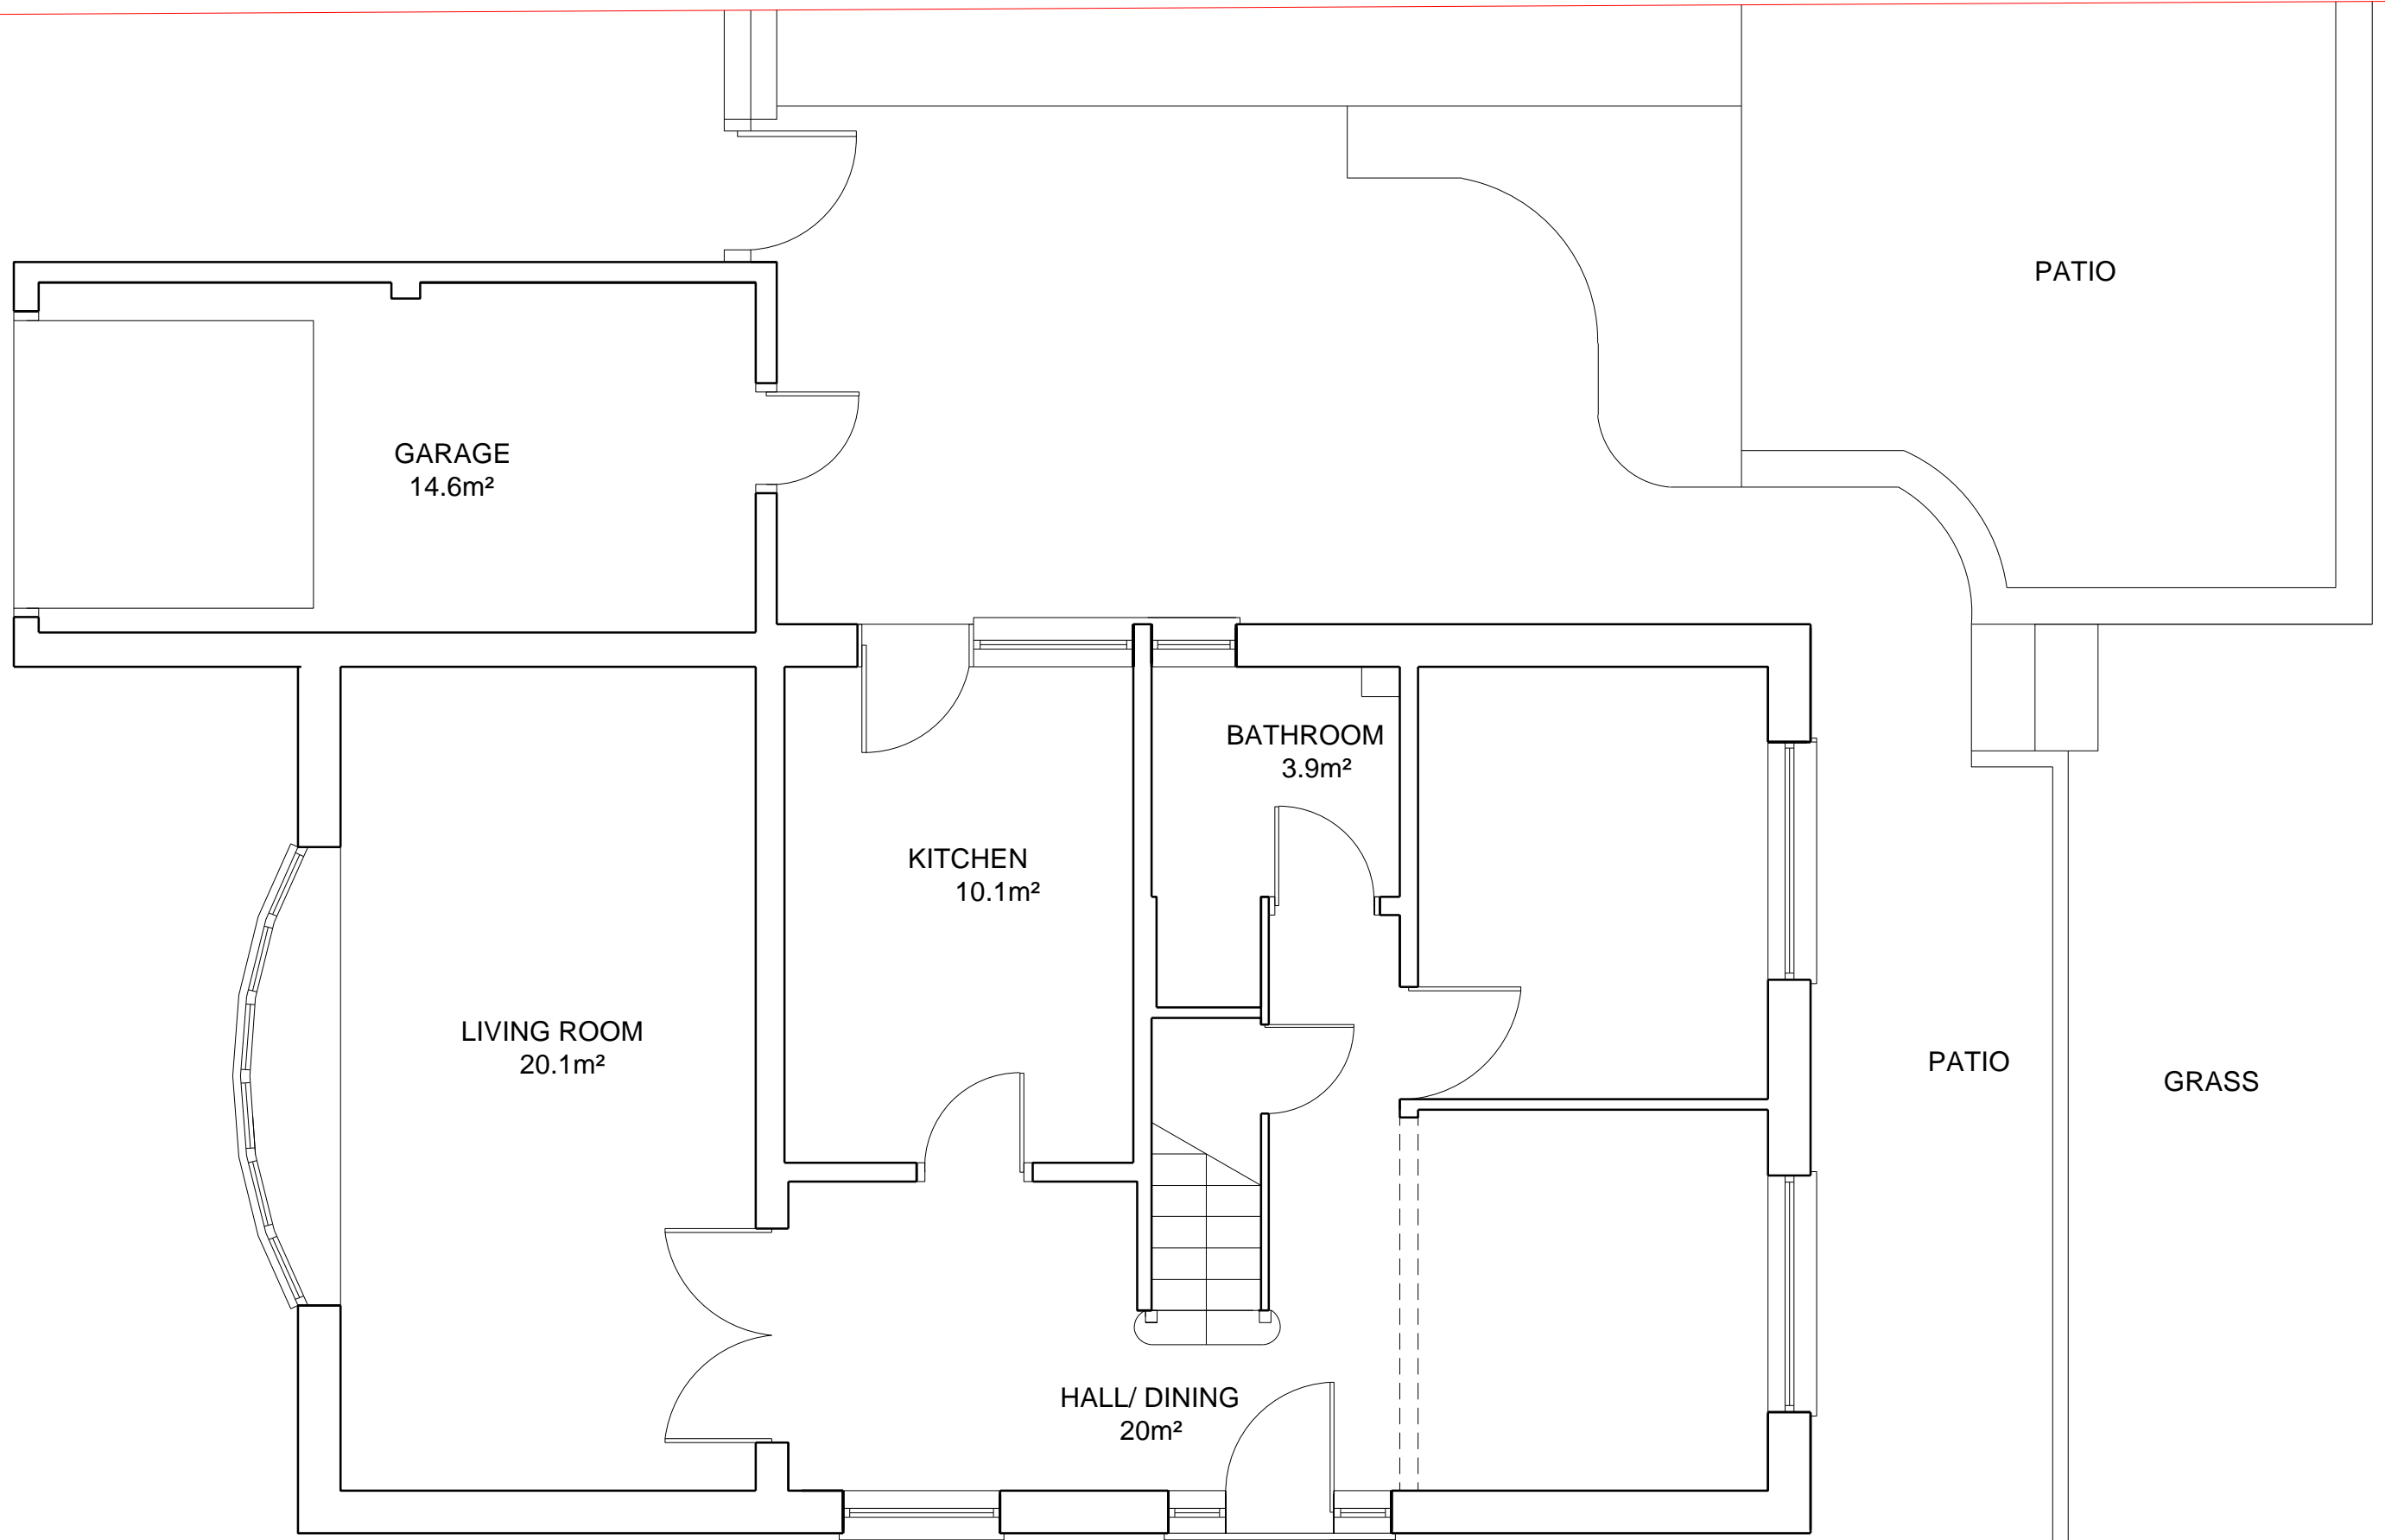 PATIO
GARAGE
14.6m²
BATHROOM
3.9m²
KITCHEN
10.1m²
LIVING ROOM
20.1m²
PATIO
GRASS
HALL/ DINING
20m²